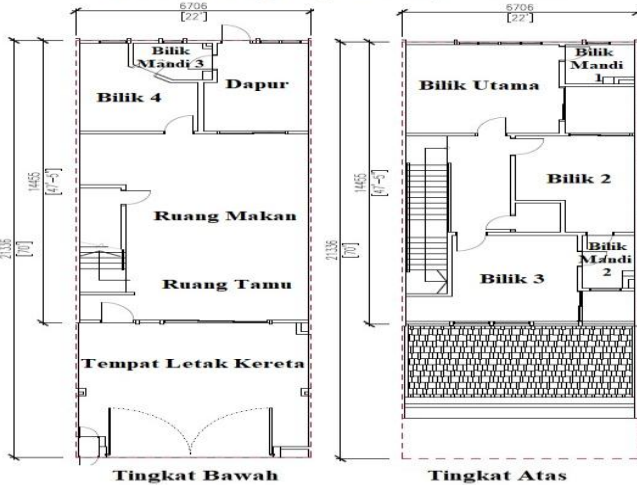 6706
[22']
Bilik
Mandi 3
Bilik 4
Dapur
Ruang Makan
Ruang Tamu
Tempat Letak Kereta
14455
[47'-5"]
21336
[70']
Tingkat Bawah
6706
[22']
Bilik
Mandi
1
Bilik Utama
Bilik 2
Bilik
Mandi
2
Bilik 3
14455
[47'-5"]
21336
[70']
Tingkat Atas